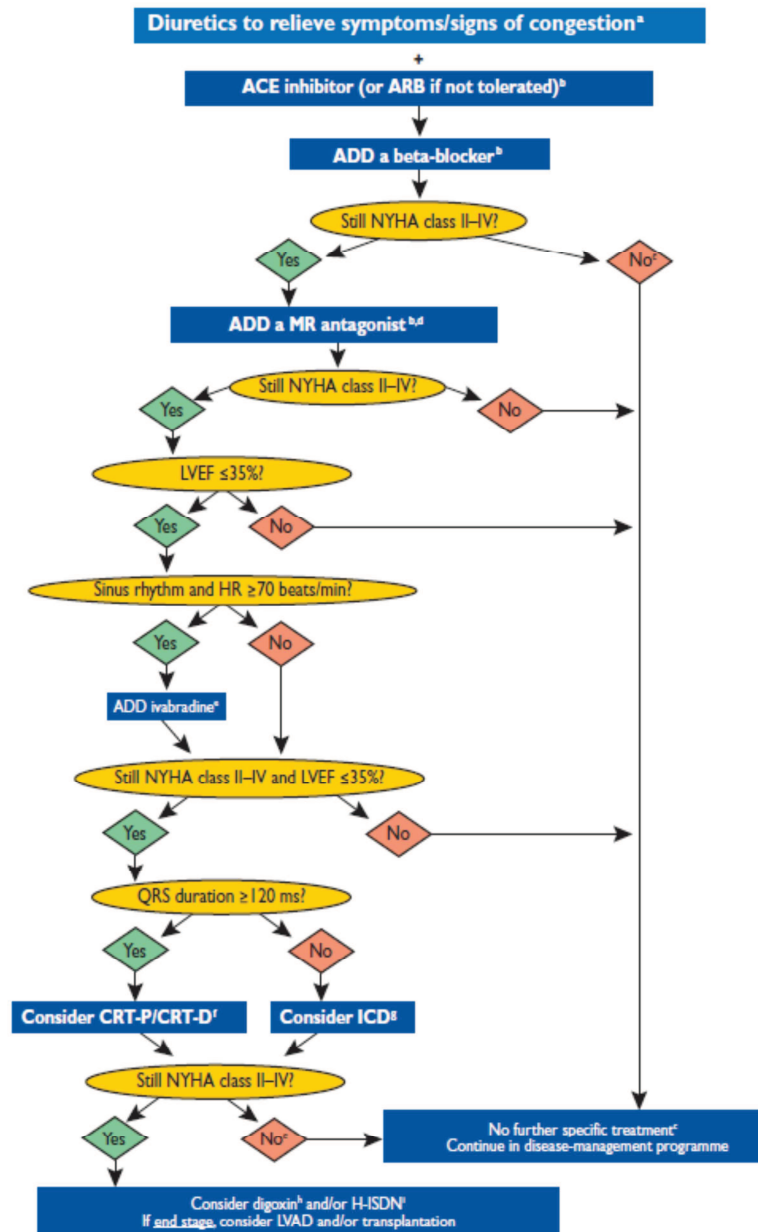 Diuretics to relieve symptoms/signs of congestionᵃ
+
ACE inhibitor (or ARB if not tolerated)ᵇ
ADD a beta-blockerᵇ
Still NYHA class II–IV?
Yes
Noᶜ
ADD a MR antagonistᵇ,ᵈ
Still NYHA class II–IV?
Yes
No
LVEF ≤35%?
Yes
No
Sinus rhythm and HR ≥70 beats/min?
Yes
No
ADD ivabradineᵉ
Still NYHA class II–IV and LVEF ≤35%?
Yes
No
QRS duration ≥120 ms?
Yes
No
Consider CRT-P/CRT-Dᶠ
Consider ICDᵍ
Still NYHA class II–IV?
Yes
Noᶜ
No further specific treatmentᶜ
Continue in disease-management programme
Consider digoxinʰ and/or H-ISDNⁱ
If end stage, consider LVAD and/or transplantation